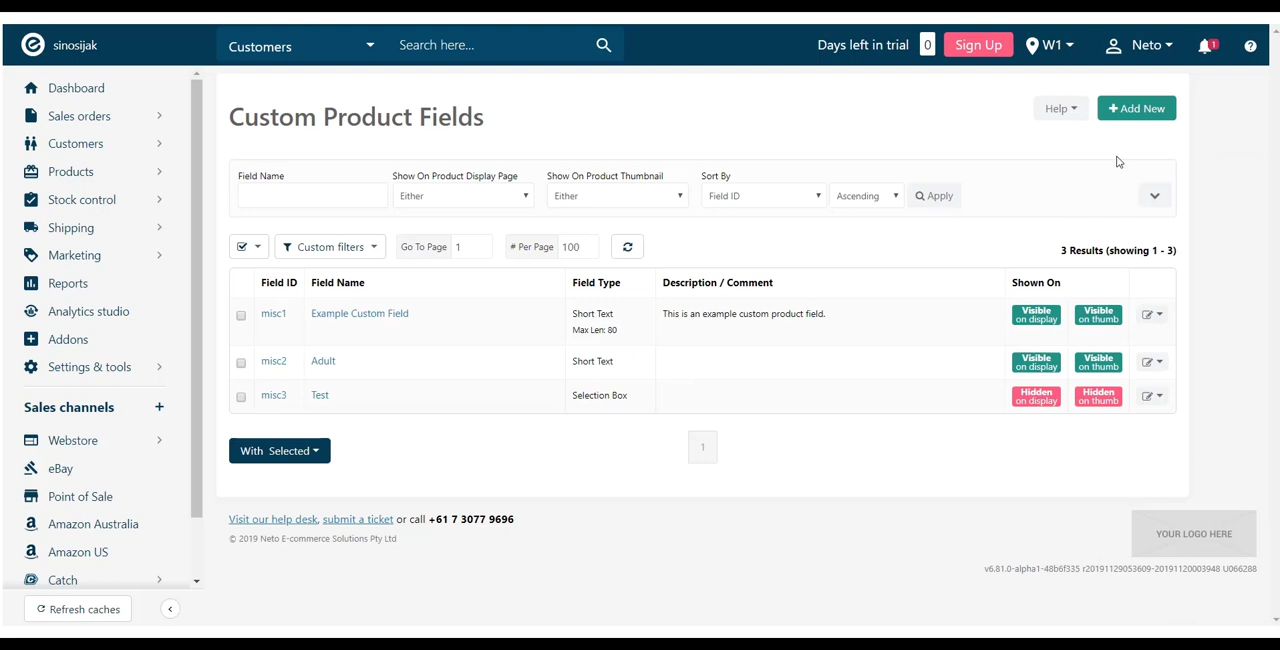 sinosijak
Customers
Search here...
Days left in trial 0 Sign Up W1 Neto 1
Dashboard
Sales orders
Customers
Products
Stock control
Shipping
Marketing
Reports
Analytics studio
Addons
Settings & tools
Sales channels +
Webstore
eBay
Point of Sale
Amazon Australia
Amazon US
Catch
Refresh caches
Custom Product Fields
Help
+ Add New
Field Name Show On Product Display Page Show On Product Thumbnail Sort By
Either Either Field ID Ascending Apply
Custom filters Go To Page 1 # Per Page 100
3 Results (showing 1 - 3)
Field ID Field Name Field Type Description / Comment Shown On
misc1 Example Custom Field Short Text This is an example custom product field. Visible Visible
Max Len: 80 on display on thumb
misc2 Adult Short Text Visible Visible
on display on thumb
misc3 Test Selection Box Hidden Hidden
on display on thumb
With Selected
1
Visit our help desk, submit a ticket or call +61 7 3077 9696
© 2019 Neto E-commerce Solutions Pty Ltd
YOUR LOGO HERE
v6.81.0-alpha1-48b6f335 r20191129053609-20191120003948 U066288